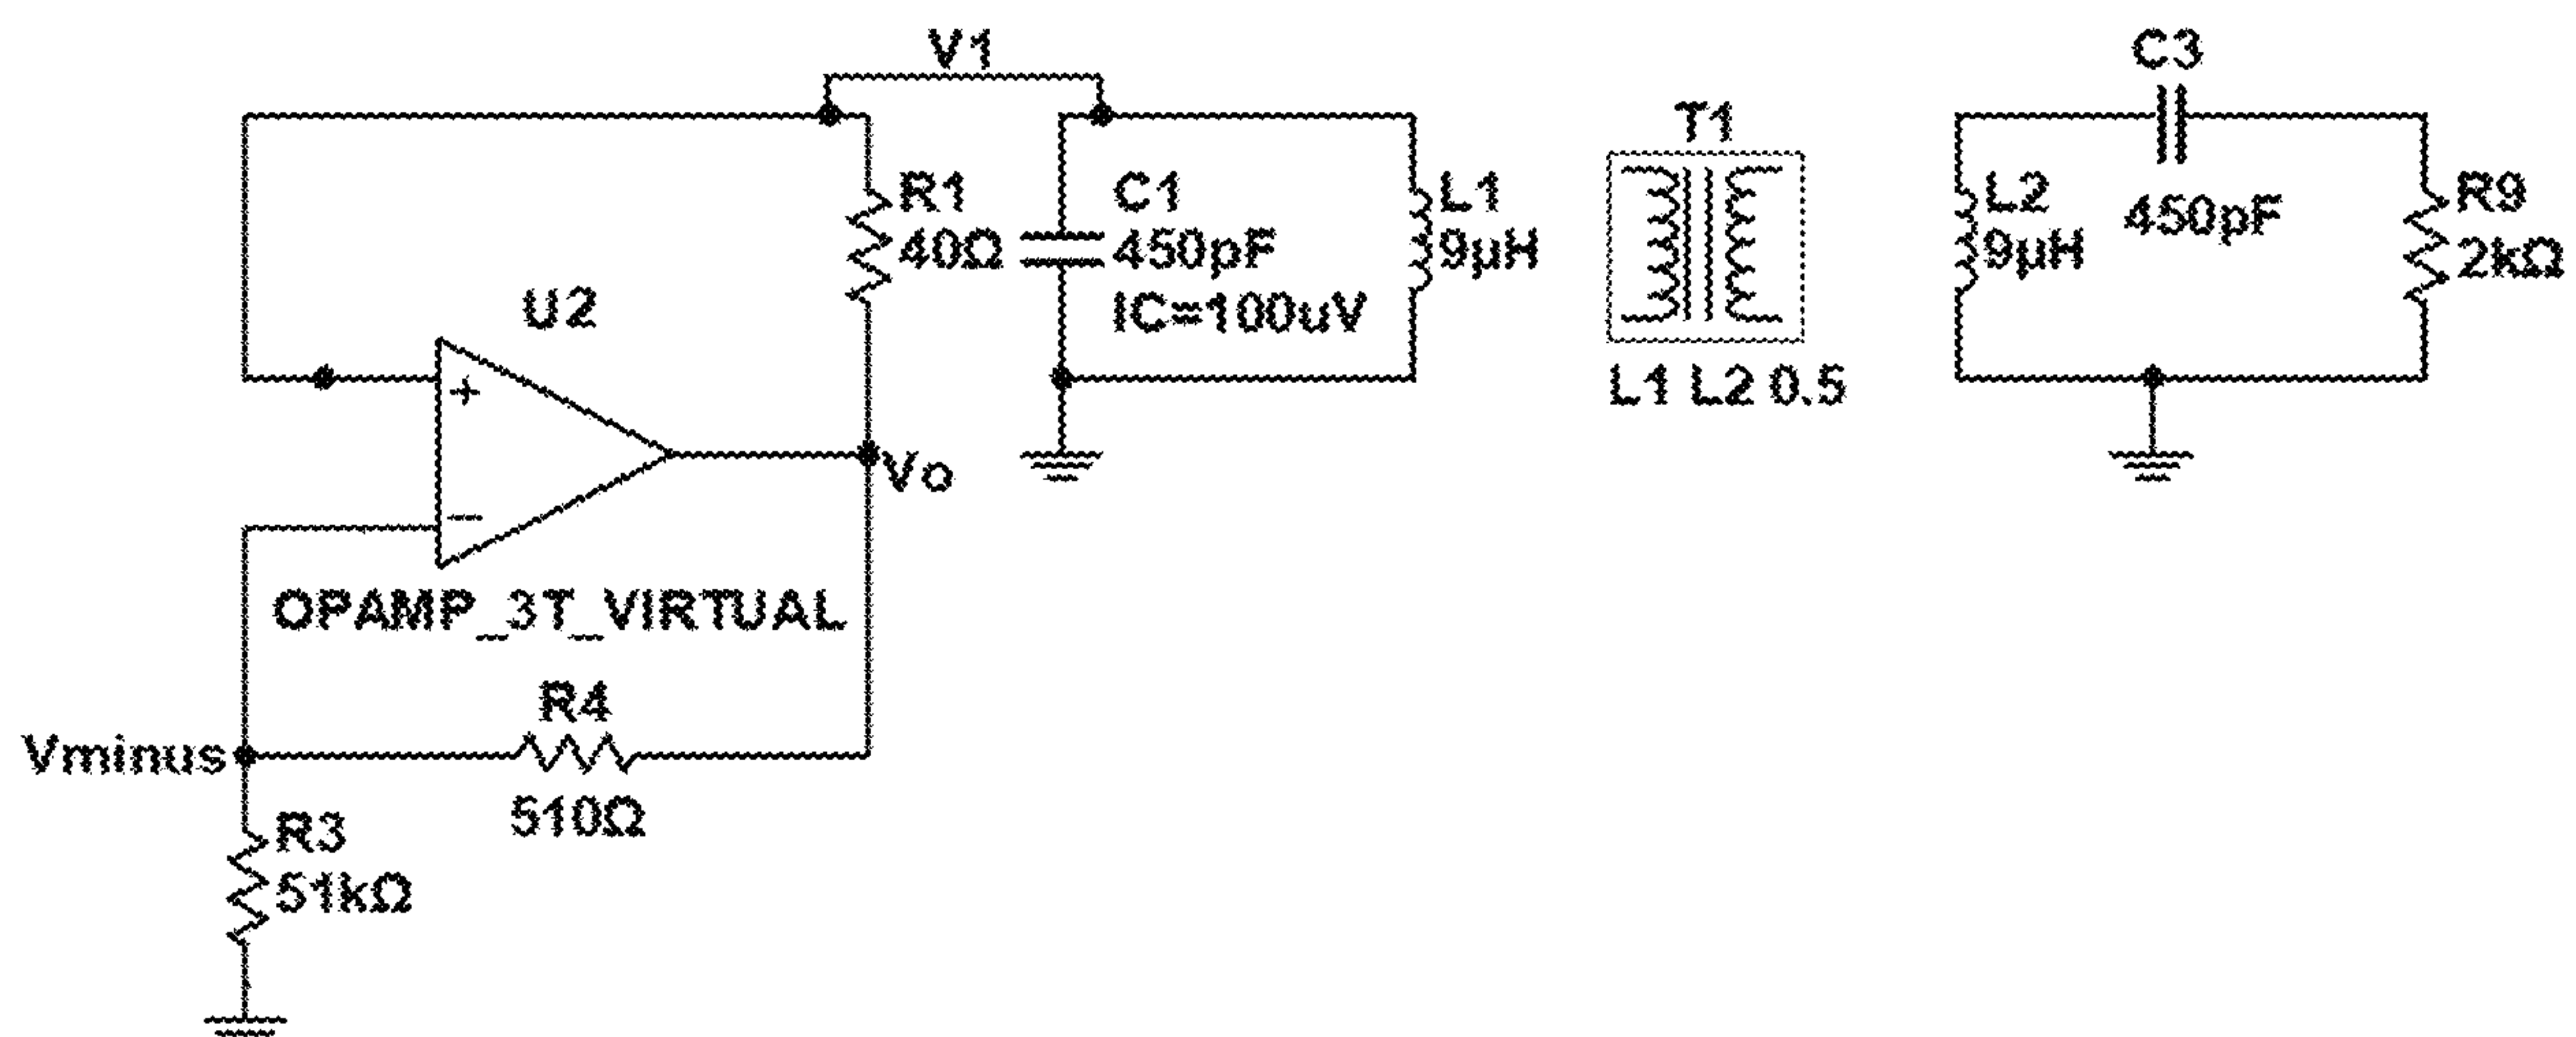 V1
C3
T1
R1
40Ω
C1
450pF
IC=100uV
L1
9µH
L2
9µH
450pF
R9
2kΩ
U2
+
L1 L2 0.5
Vo
−
OPAMP_3T_VIRTUAL
R4
Vminus
510Ω
R3
51kΩ